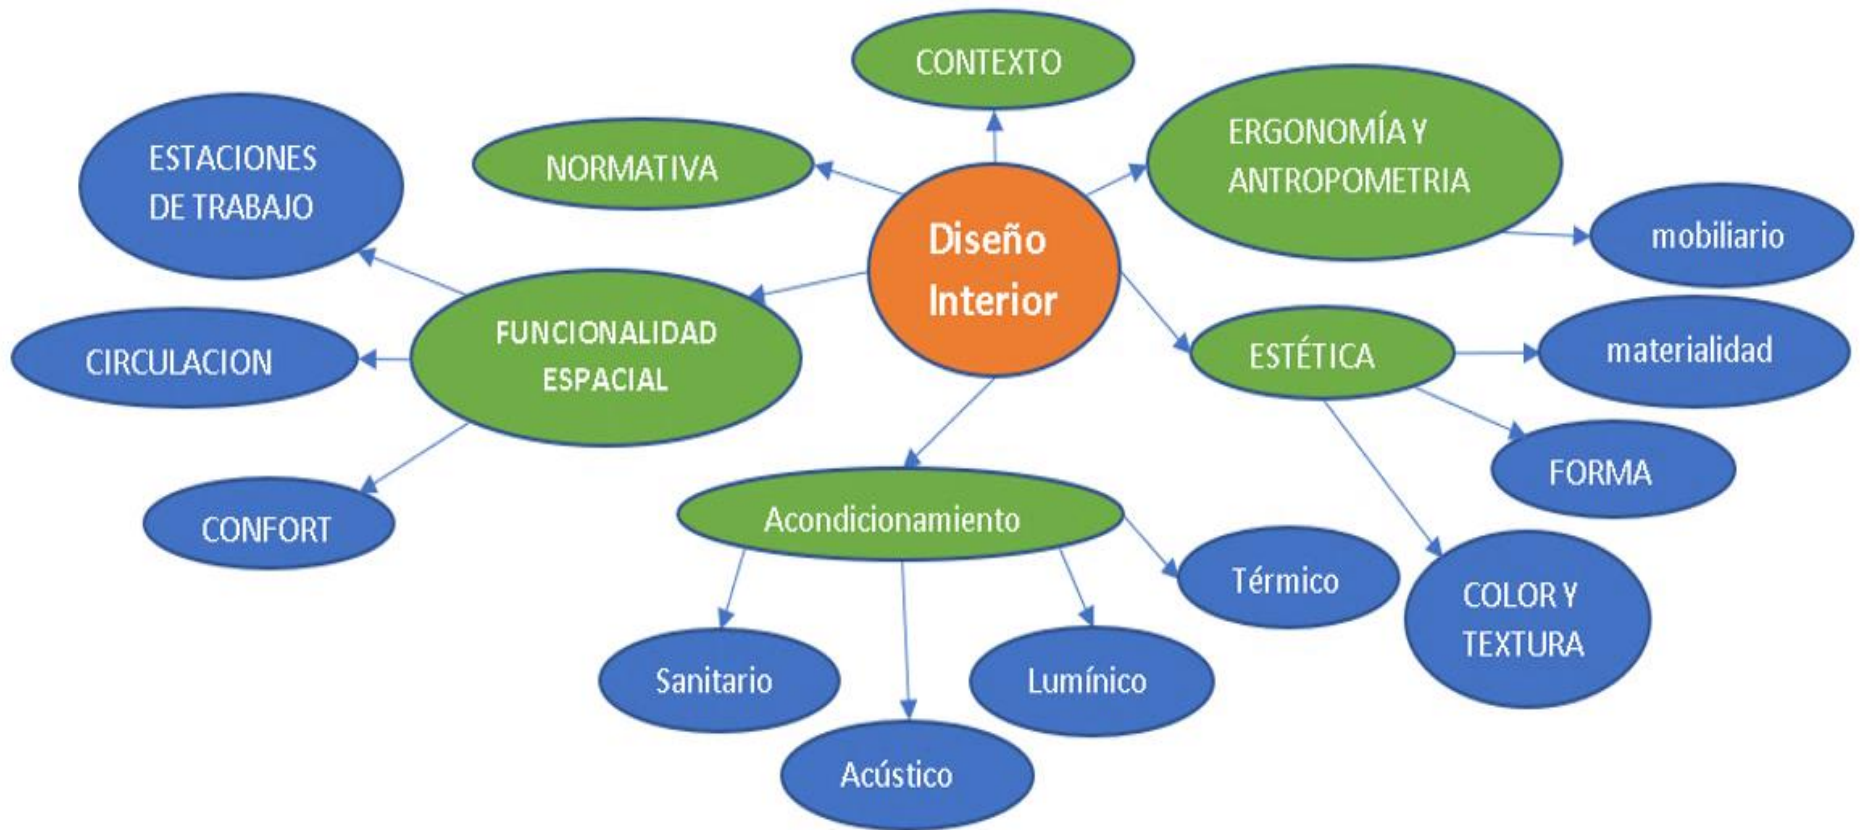 CONTEXTO
ERGONOMÍA Y
ANTROPOMETRIA
NORMATIVA
ESTACIONES
DE TRABAJO
Diseño
Interior
mobiliario
FUNCIONALIDAD
ESPACIAL
CIRCULACION
ESTÉTICA
materialidad
FORMA
CONFORT
Acondicionamiento
Térmico
COLOR Y
TEXTURA
Sanitario
Lumínico
Acústico